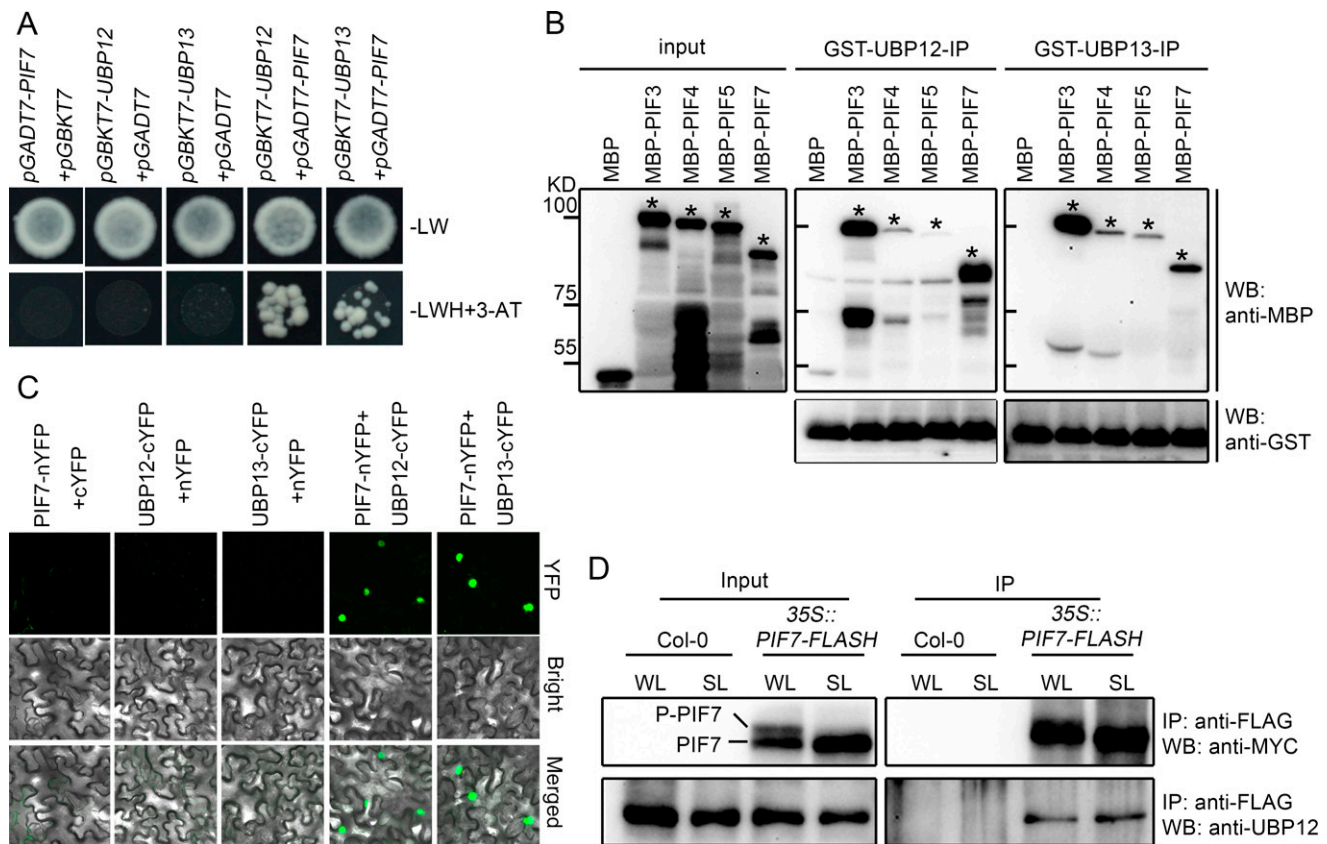 A
pGADT7-PIF7
+pGBKT7
pGBKT7-UBP12
+pGADT7
pGBKT7-UBP13
+pGADT7
pGBKT7-UBP12
+pGADT7-PIF7
pGBKT7-UBP13
+pGADT7-PIF7
-LW
-LWH+3-AT
B
input
GST-UBP12-IP
GST-UBP13-IP
MBP
MBP-PIF3
MBP-PIF4
MBP-PIF5
MBP-PIF7
MBP
MBP-PIF3
MBP-PIF4
MBP-PIF5
MBP-PIF7
MBP
MBP-PIF3
MBP-PIF4
MBP-PIF5
MBP-PIF7
KD
100
75
55
* * * *
* * * *
* * * *
WB:
anti-MBP
WB:
anti-GST
C
PIF7-nYFP
+cYFP
UBP12-cYFP
+nYFP
UBP13-cYFP
+nYFP
PIF7-nYFP+
UBP12-cYFP
PIF7-nYFP+
UBP13-cYFP
YFP
Bright
Merged
D
Input
IP
Col-0
35S::
PIF7-FLASH
Col-0
35S::
PIF7-FLASH
WL SL WL SL
WL SL WL SL
P-PIF7
PIF7
IP: anti-FLAG
WB: anti-MYC
IP: anti-FLAG
WB: anti-UBP12